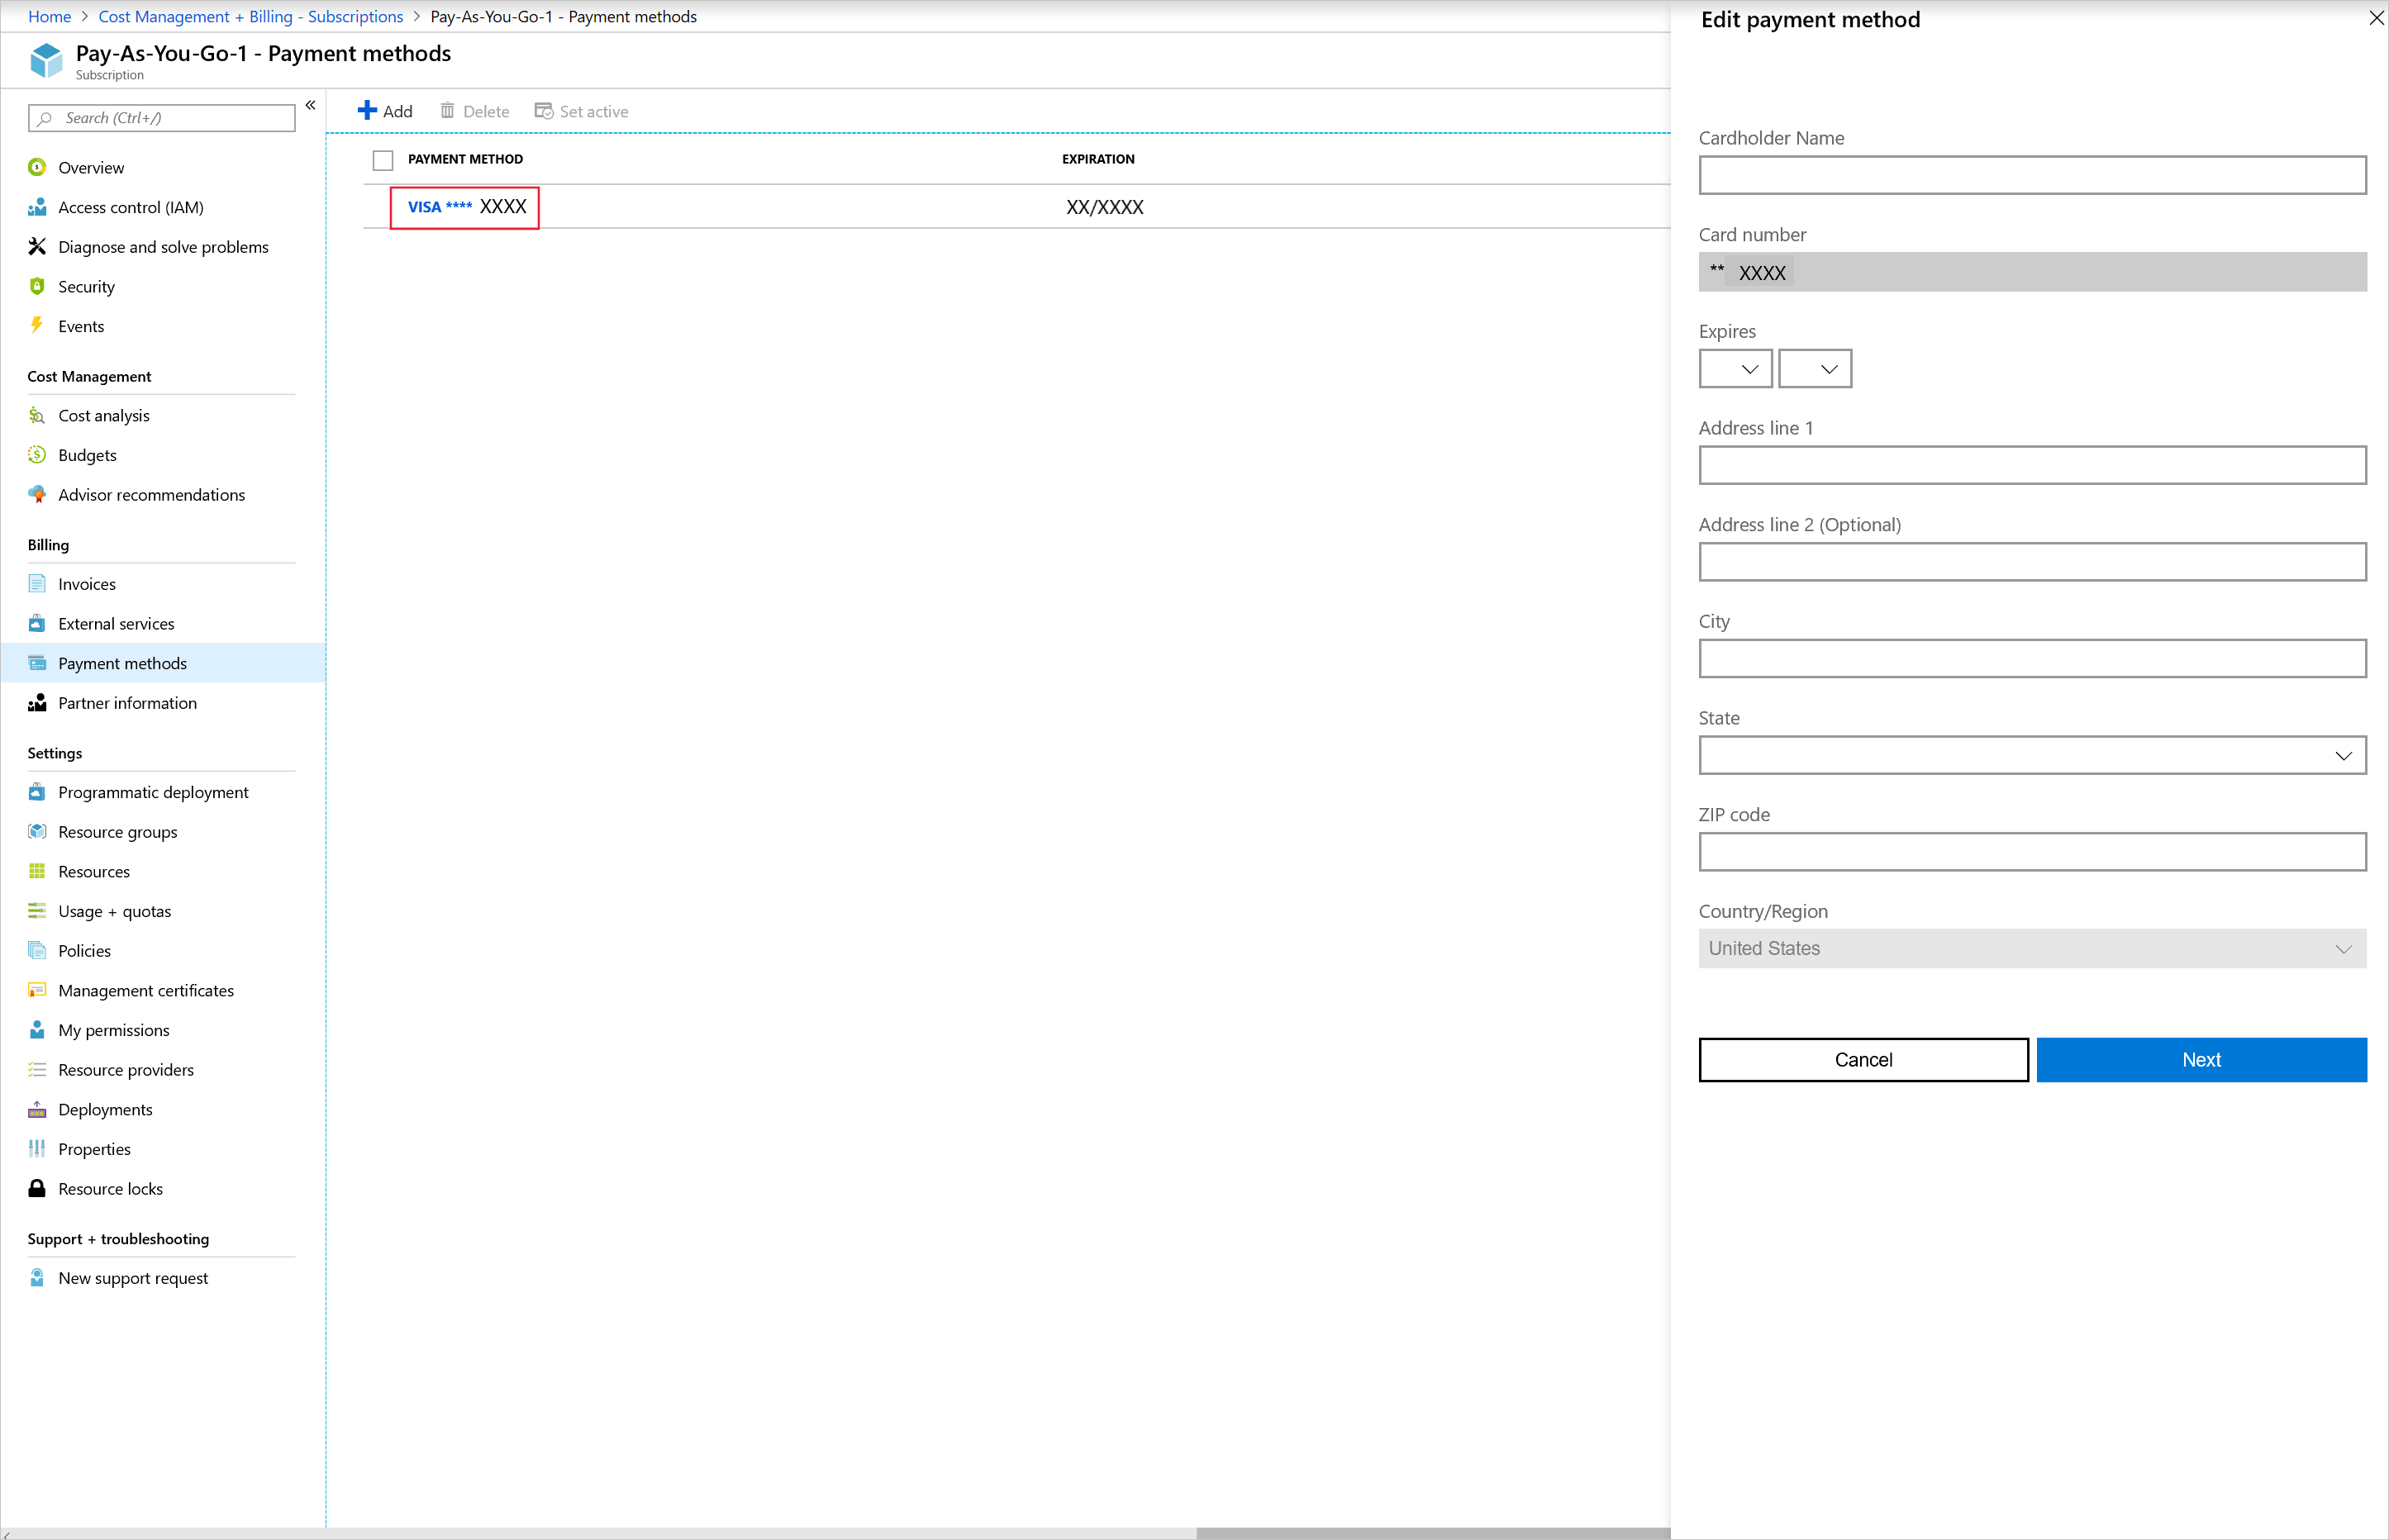 Home > Cost Management + Billing - Subscriptions > Pay-As-You-Go-1 - Payment methods
Pay-As-You-Go-1 - Payment methods
Subscription
Search (Ctrl+/)
«
Overview
Access control (IAM)
Diagnose and solve problems
Security
Events
Cost Management
Cost analysis
Budgets
Advisor recommendations
Billing
Invoices
External services
Payment methods
Partner information
Settings
Programmatic deployment
Resource groups
Resources
Usage + quotas
Policies
Management certificates
My permissions
Resource providers
Deployments
Properties
Resource locks
Support + troubleshooting
New support request
Add Delete Set active
PAYMENT METHOD EXPIRATION
VISA **** XXXX XX/XXXX
Edit payment method
Cardholder Name
Card number
** XXXX
Expires
Address line 1
Address line 2 (Optional)
City
State
ZIP code
Country/Region
United States
Cancel Next